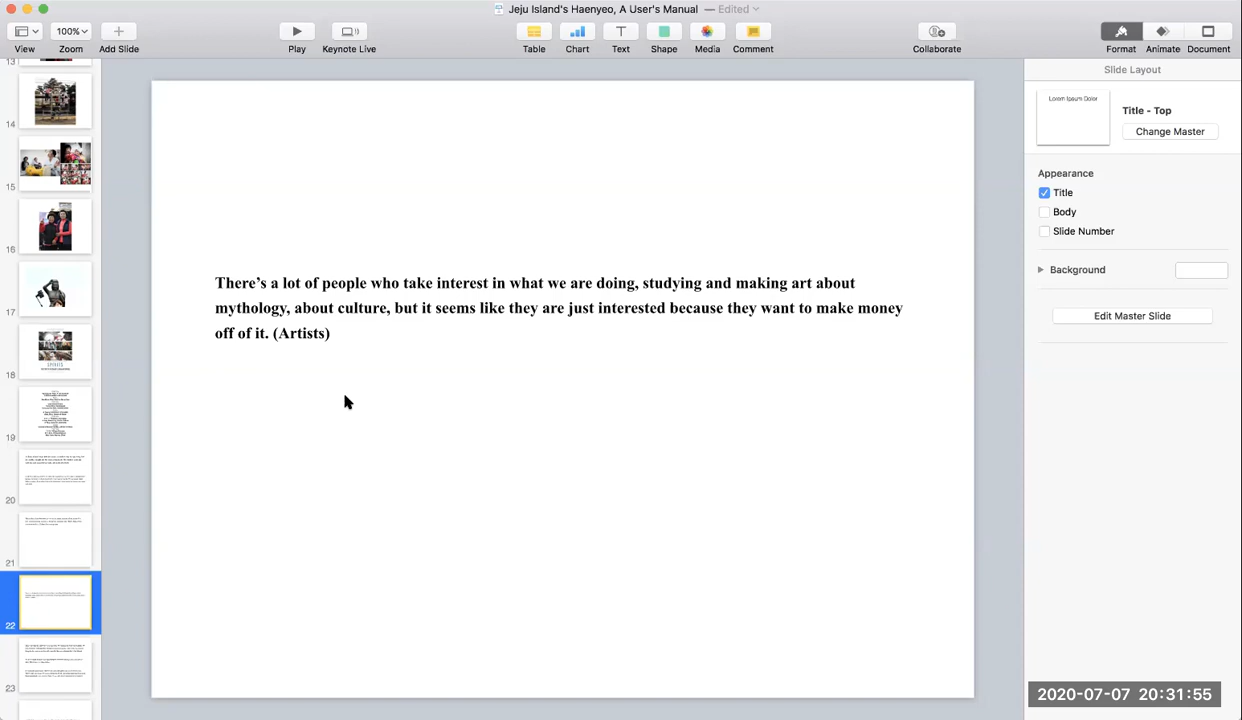 Jeju Island's Haenyeo, A User's Manual — Edited
100%
View
Zoom
Add Slide
Play
Keynote Live
Table
Chart
Text
Shape
Media
Comment
Collaborate
Format
Animate
Document
13
14
15
16
17
18
SPIRITS
19
20
21
22
23
There’s a lot of people who take interest in what we are doing, studying and making art about
mythology, about culture, but it seems like they are just interested because they want to make money
off of it. (Artists)
Slide Layout
Lorem Ipsum Dolor
Title - Top
Change Master
Appearance
Title
Body
Slide Number
Background
Edit Master Slide
2020-07-07 20:31:55